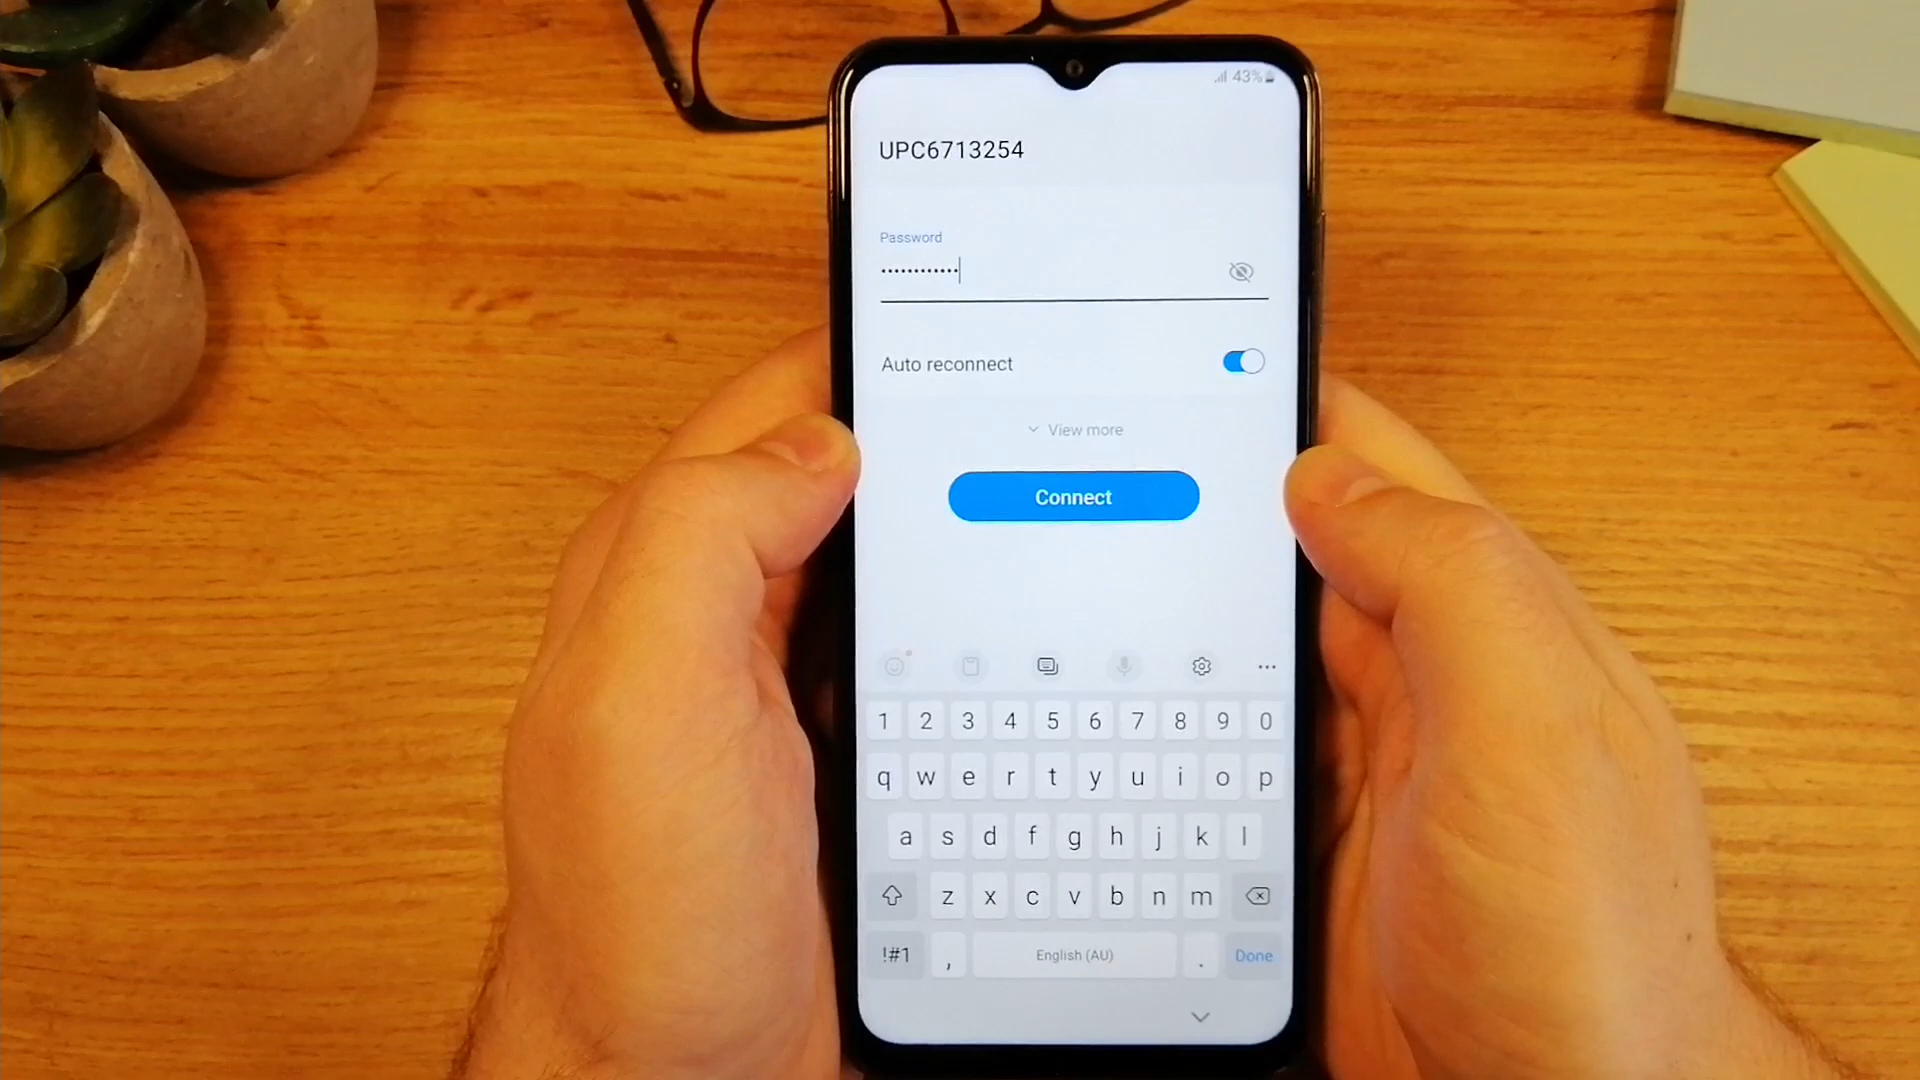 43%
UPC6713254
Password
••••••••••••
Auto reconnect
View more
Connect
1 2 3 4 5 6 7 8 9 0
q w e r t y u i o p
a s d f g h j k l
z x c v b n m
!#1 , English (AU) . Done